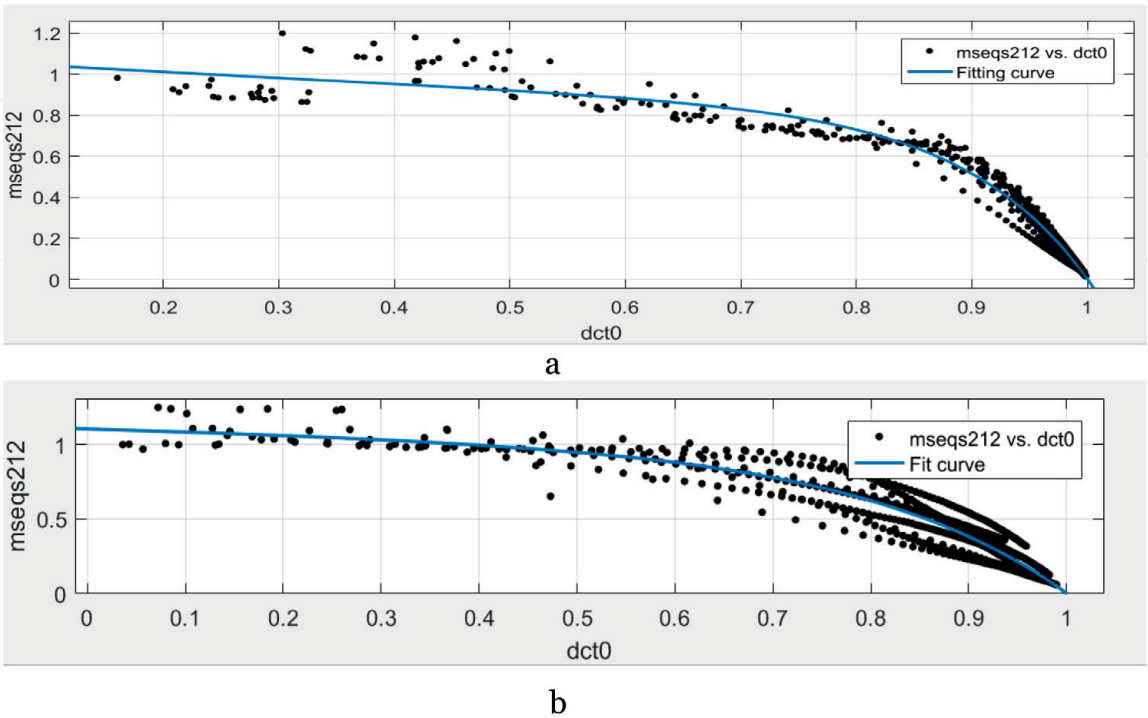 1.2
1
0.8
0.6
0.4
0.2
0
mseqs212
mseqs212 vs. dct0
Fitting curve
0.2 0.3 0.4 0.5 0.6 0.7 0.8 0.9 1
dct0
a
1
0.5
0
mseqs212
mseqs212 vs. dct0
Fit curve
0 0.1 0.2 0.3 0.4 0.5 0.6 0.7 0.8 0.9 1
dct0
b